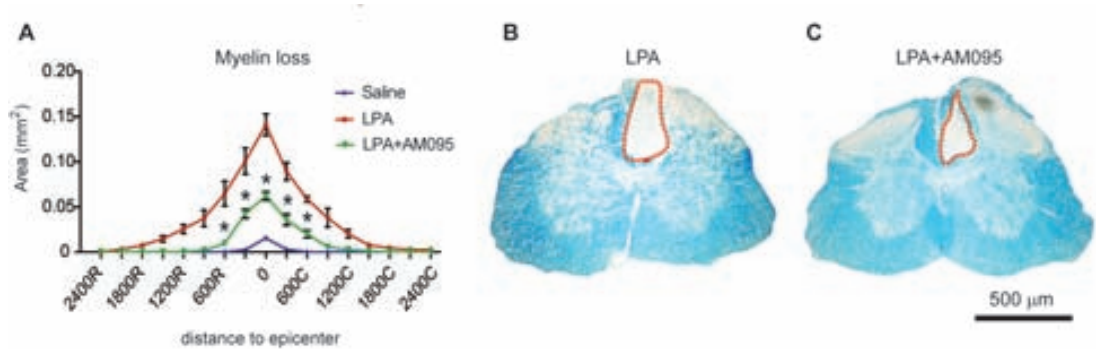 A
Myelin loss
0.20
0.15
0.10
0.05
0
Area (mm²)
Saline
LPA
LPA+AM095
*
*
*
*
*
2400R
1800R
1200R
600R
0
600C
1200C
1800C
2400C
distance to epicenter
B
LPA
C
LPA+AM095
500 µm